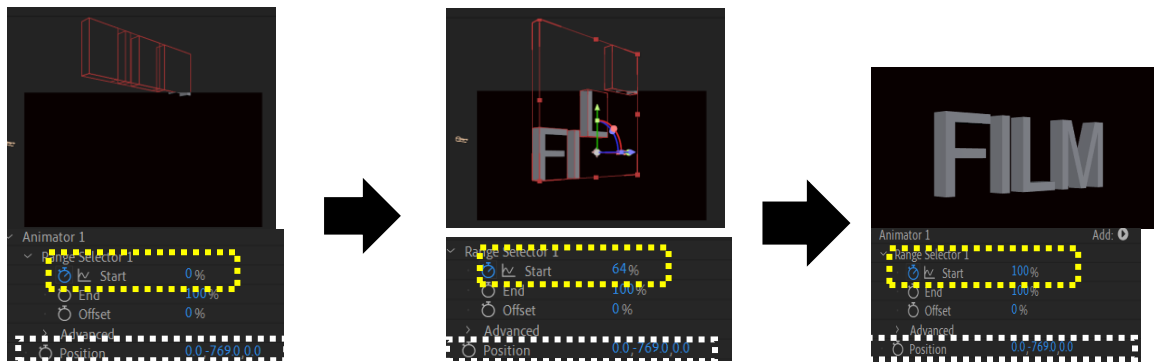 Animator 1
Range Selector 1
Start 0 %
End 100%
Offset 0 %
Advanced
Position 0.0,-769.0,0.0
FIL
Range Selector 1
Start 64%
End 100%
Offset 0 %
Advanced
Position 0.0,-769.0,0.0
FILM
Animator 1 Add:
Range Selector 1
Start 100%
End 100%
Offset 0 %
Advanced
Position 0.0,-769.0,0.0